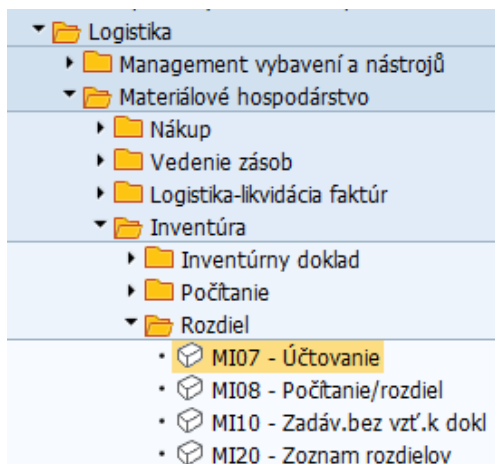 Logistika
Management vybavení a nástrojů
Materiálové hospodárstvo
Nákup
Vedenie zásob
Logistika-likvidácia faktúr
Inventúra
Inventúrny doklad
Počítanie
Rozdiel
MI07 - Účtovanie
MI08 - Počítanie/rozdiel
MI10 - Zadáv.bez vzť.k dokl
MI20 - Zoznam rozdielov